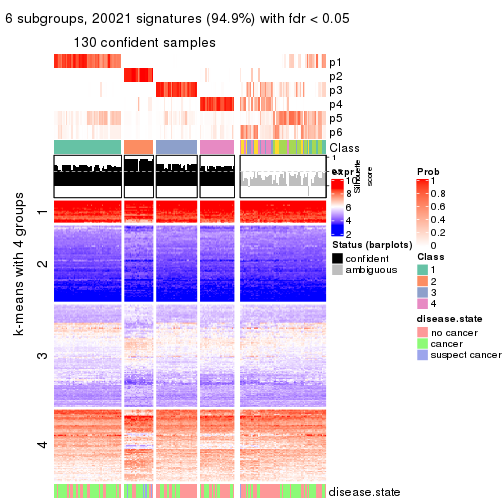 6 subgroups, 20021 signatures (94.9%) with fdr < 0.05
130 confident samples
p1
p2
p3
p4
p5
p6
Class
1
Silhouette
score
expr
10
8
6
4
2
Status (barplots)
confident
ambiguous
Prob
1
0.8
0.6
0.4
0.2
0
Class
1
2
3
4
disease.state
no cancer
cancer
suspect cancer
k-means with 4 groups
1
2
3
4
disease.state